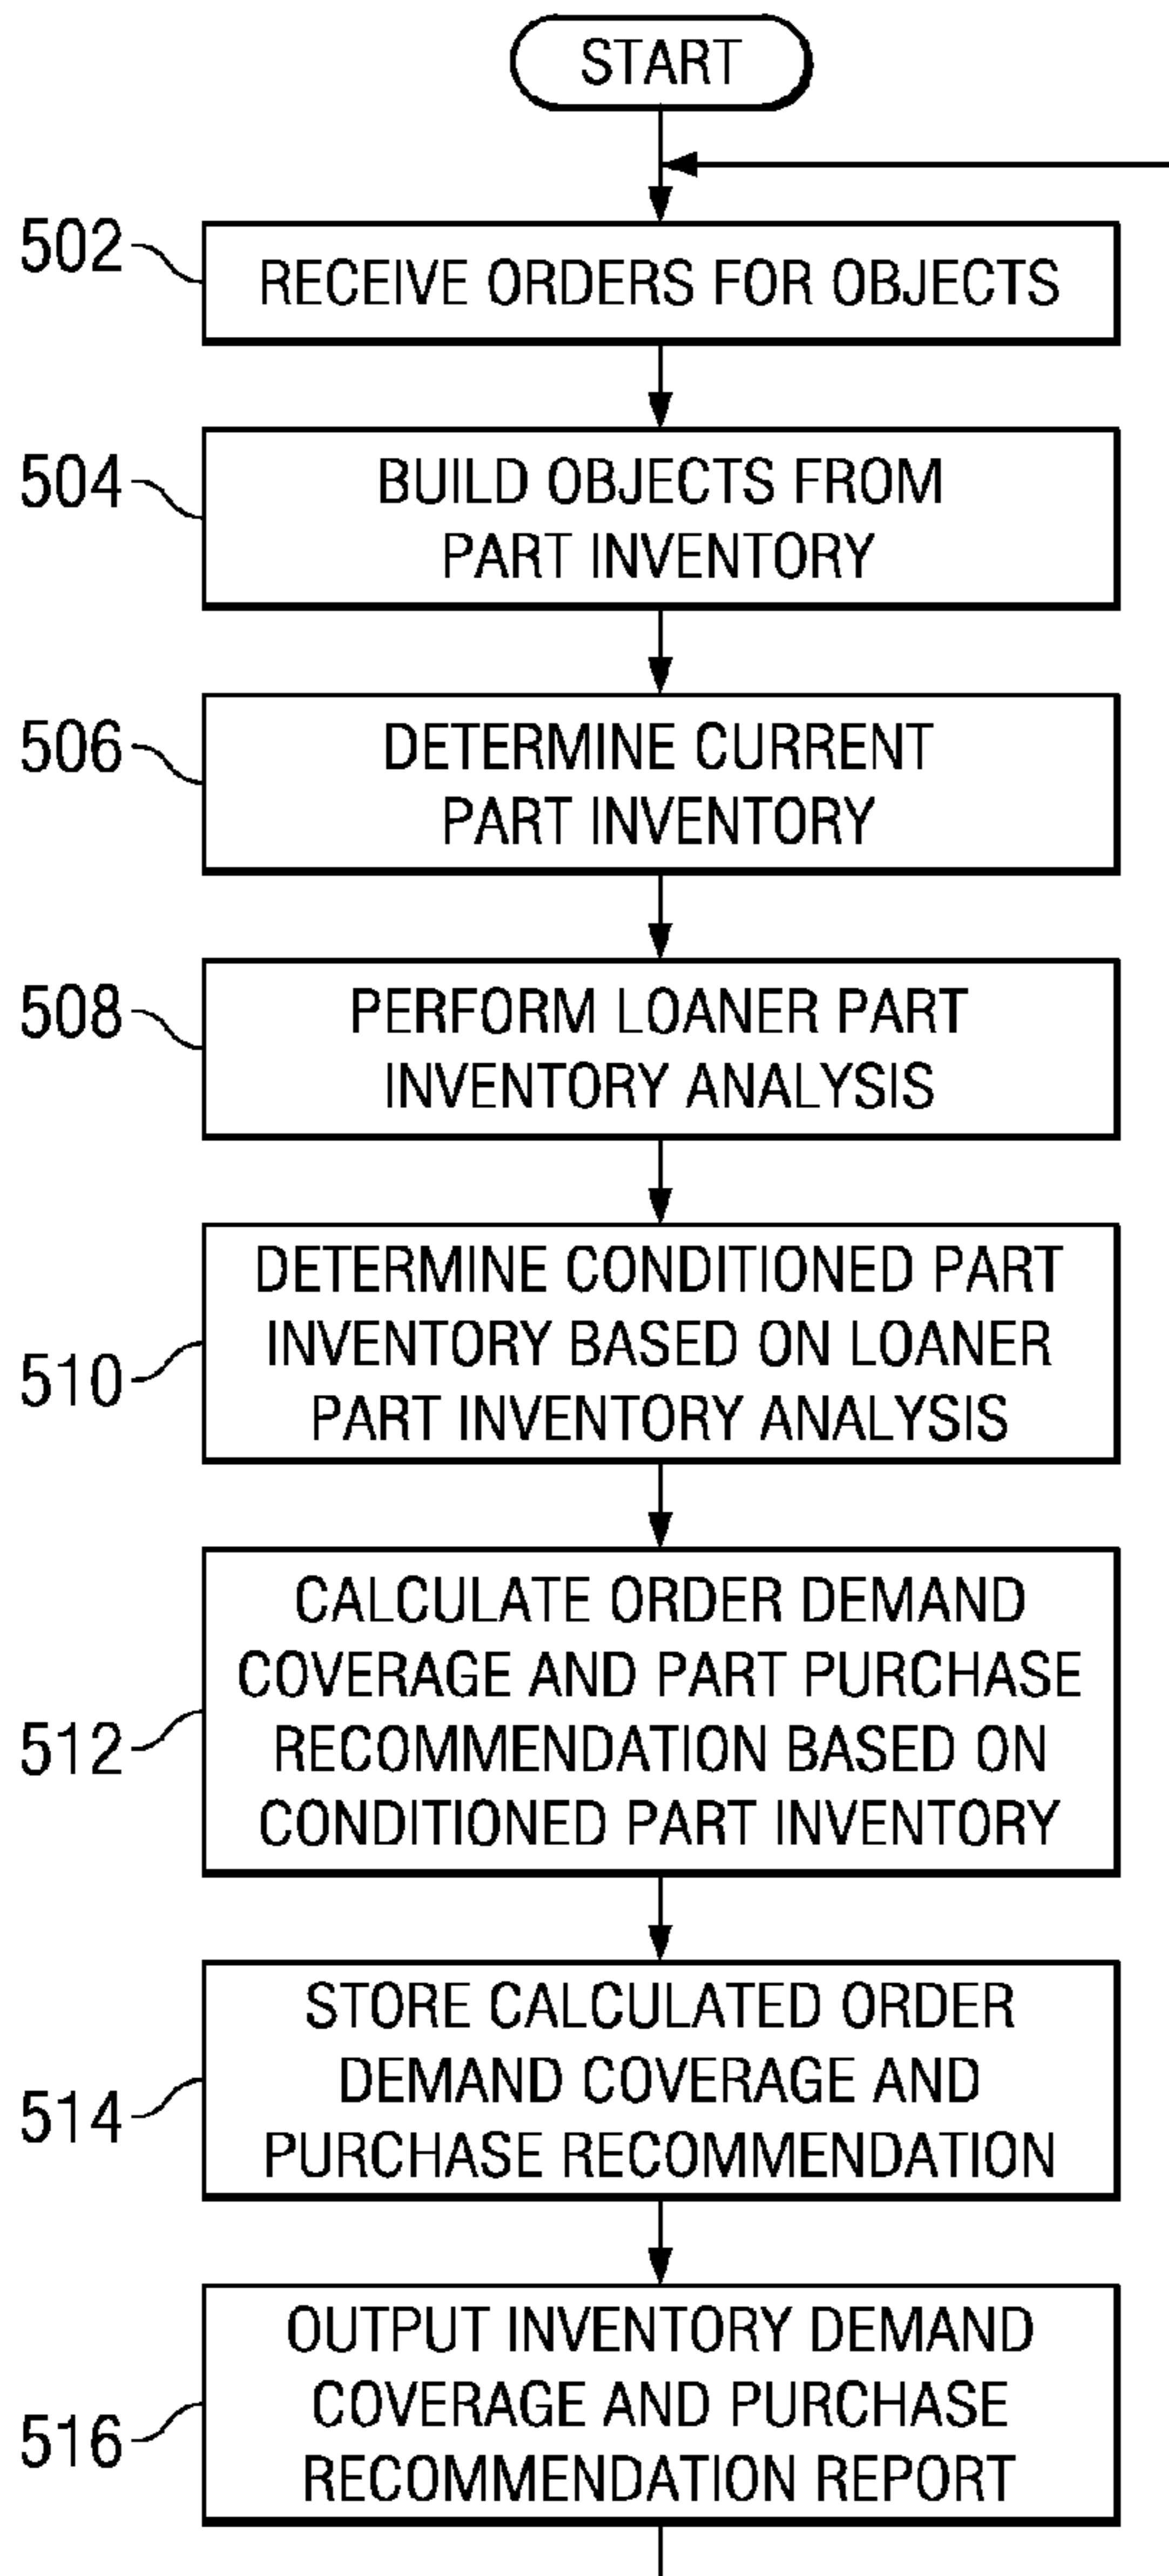 START
502
RECEIVE ORDERS FOR OBJECTS
504
BUILD OBJECTS FROM
PART INVENTORY
506
DETERMINE CURRENT
PART INVENTORY
508
PERFORM LOANER PART
INVENTORY ANALYSIS
510
DETERMINE CONDITIONED PART
INVENTORY BASED ON LOANER
PART INVENTORY ANALYSIS
512
CALCULATE ORDER DEMAND
COVERAGE AND PART PURCHASE
RECOMMENDATION BASED ON
CONDITIONED PART INVENTORY
514
STORE CALCULATED ORDER
DEMAND COVERAGE AND
PURCHASE RECOMMENDATION
516
OUTPUT INVENTORY DEMAND
COVERAGE AND PURCHASE
RECOMMENDATION REPORT